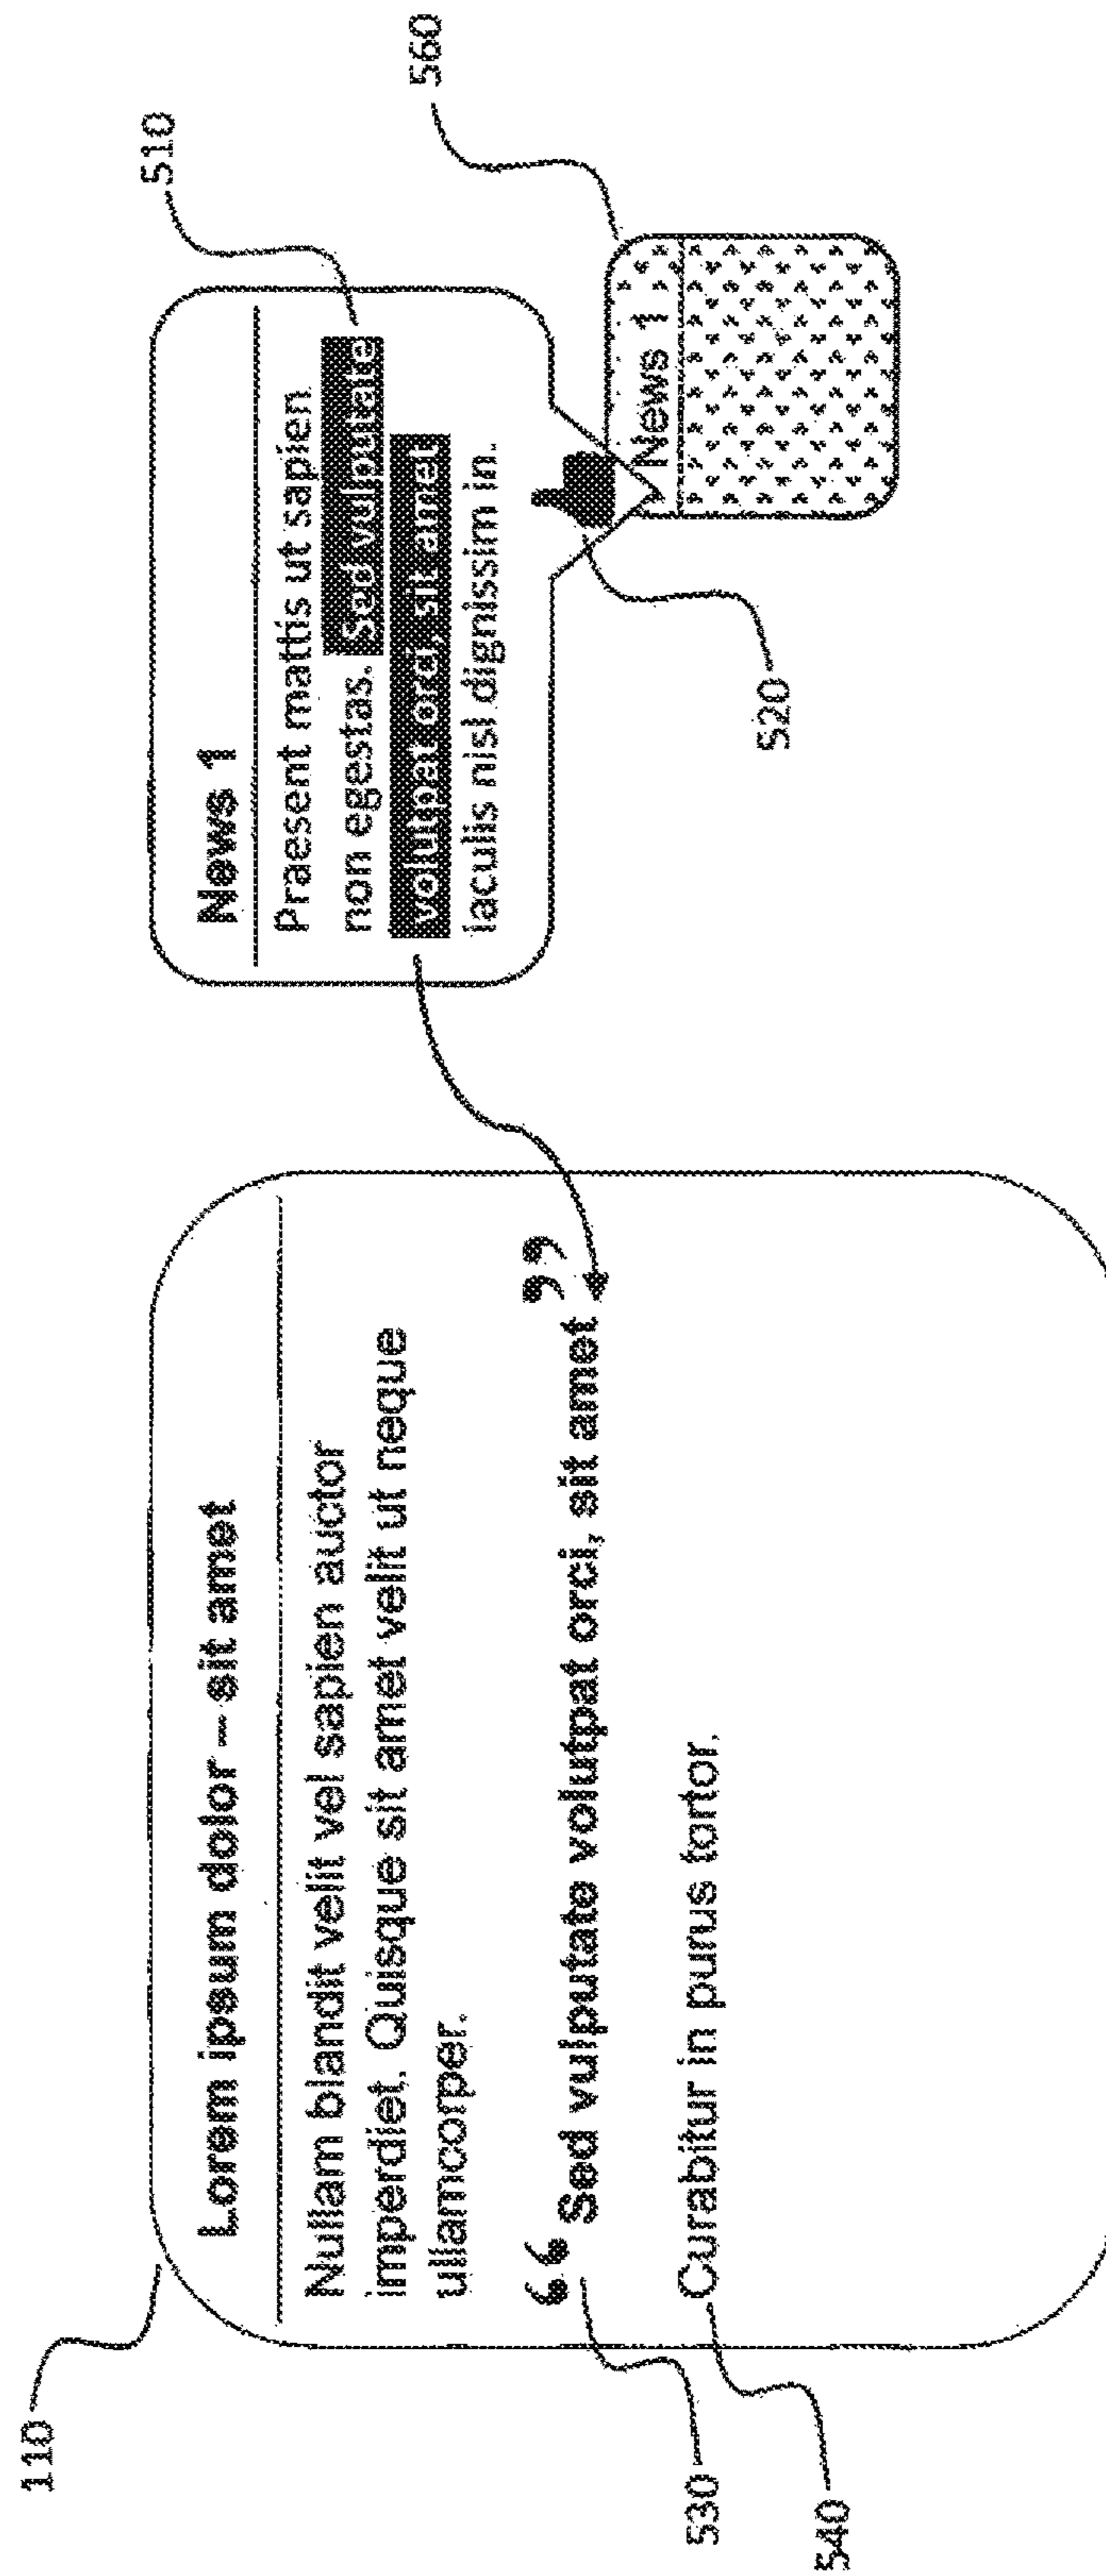 110
Lorem ipsum dolor – sit amet
Nullam blandit velit vel sapien auctor
imperdiet. Quisque sit amet velit ut neque
ullamcorper.
“ Sed vulputate volutpat orci, sit amet ”
Curabitur in purus tortor.
530
540
510
News 1
Praesent mattis ut sapien
non egestas. Sed vulputate
volutpat orci, sit amet
iaculis nisl dignissim in.
520
560
News 1